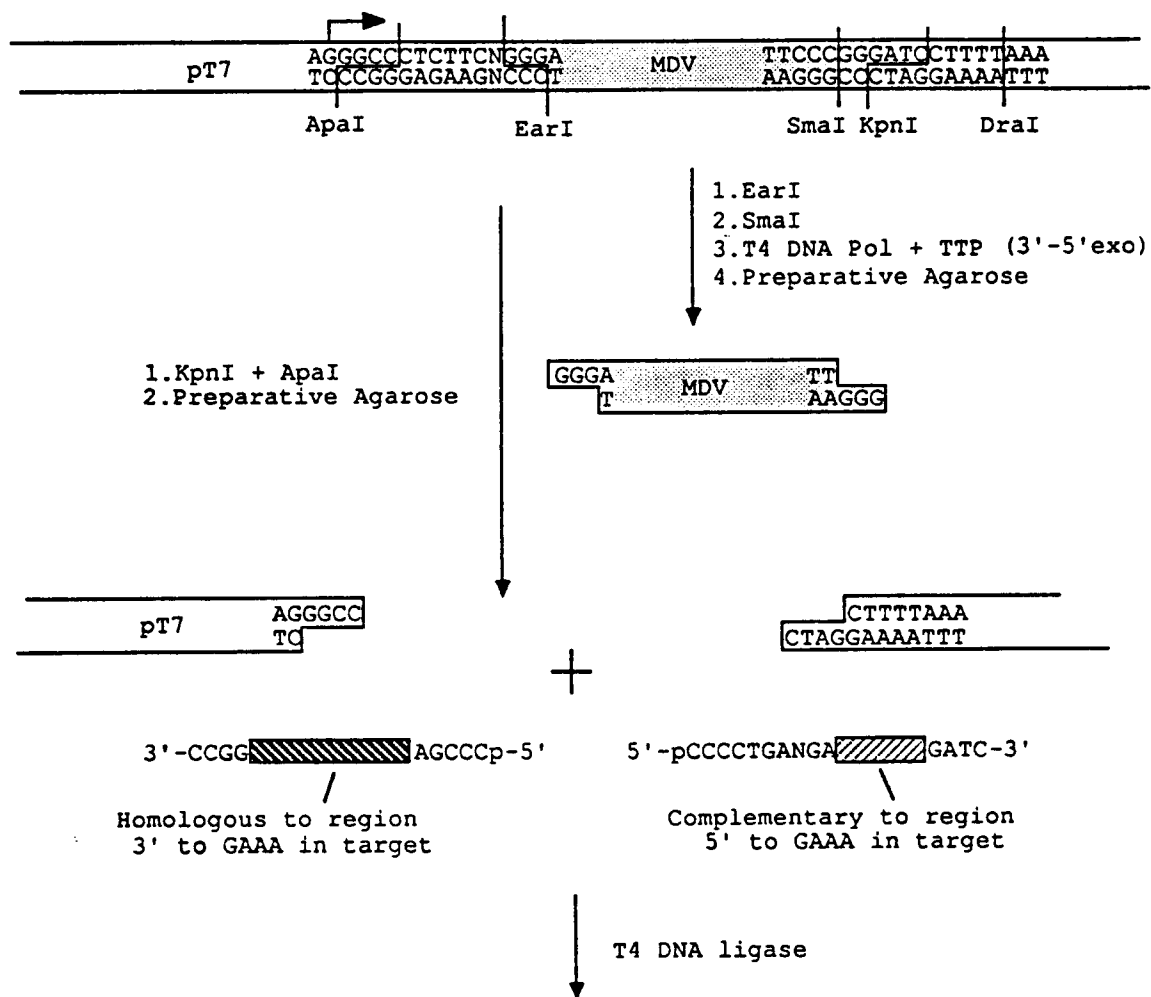 AGGGCCCTCTTCNGGGA TTCCCGGGATCCTTTTAAA
pT7 MDV
TCCCGGGAGAAGNCCCT AAGGGCCCTAGGAAAATTT
ApaI EarI SmaI KpnI DraI
1.EarI
2.SmaI
3.T4 DNA Pol + TTP (3'-5'exo)
4.Preparative Agarose
1.KpnI + ApaI
2.Preparative Agarose
GGGA MDV TT
T AAGGG
AGGGCC CTTTTAAA
pT7
TC CTAGGAAAATTT
+
3'-CCGG AGCCCp-5' 5'-pCCCCTGANGA GATC-3'
Homologous to region
3' to GAAA in target
Complementary to region
5' to GAAA in target
T4 DNA ligase